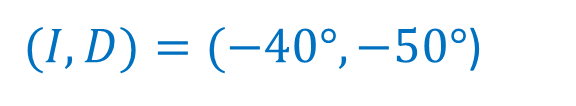 (I, D) = (−40°, −50°)